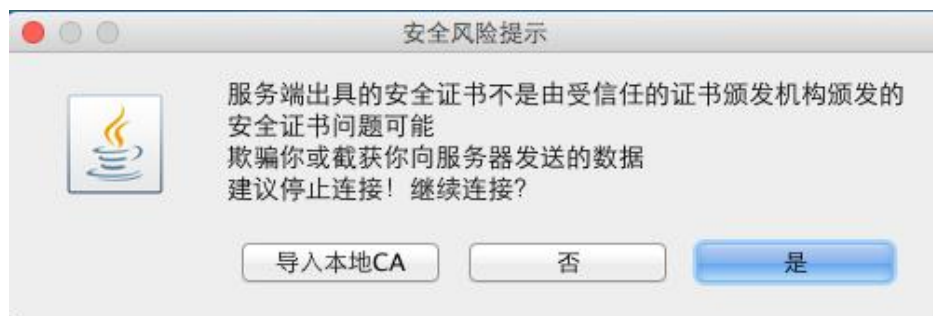 安全风险提示
服务端出具的安全证书不是由受信任的证书颁发机构颁发的
安全证书问题可能
欺骗你或截获你向服务器发送的数据
建议停止连接！继续连接?
导入本地CA 否 是